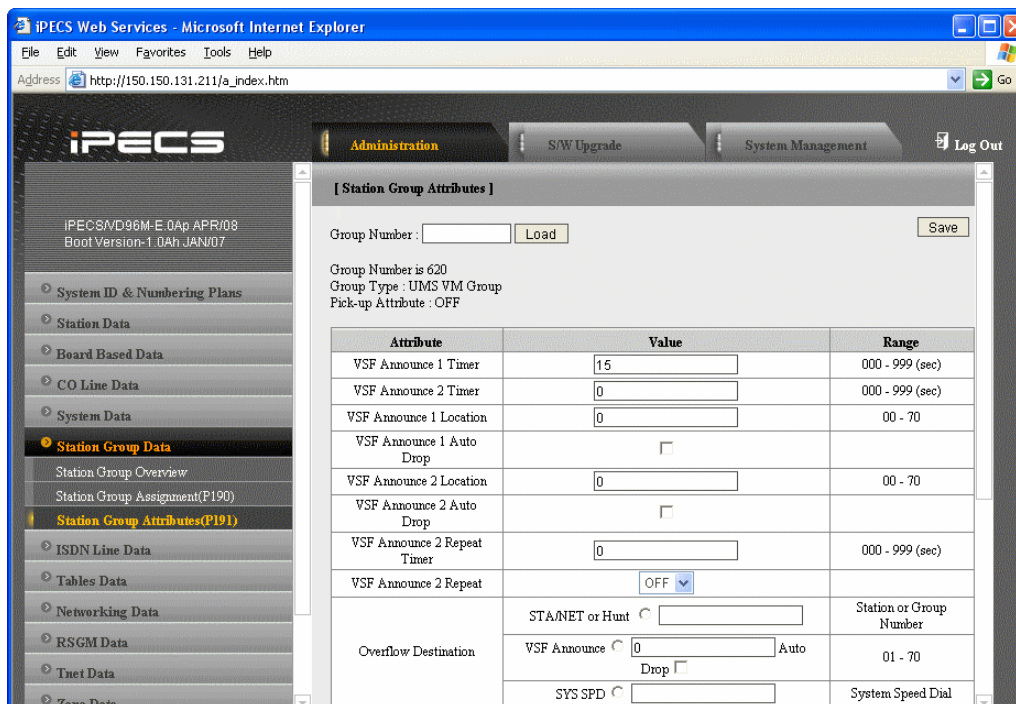 iPECS Web Services - Microsoft Internet Explorer
File Edit View Favorites Tools Help
Address http://150.150.131.211/a_index.htm Go
iPECS
Administration S/W Upgrade System Management Log Out
[ Station Group Attributes ]
iPECS/VD96M-E.0Ap APR/08
Boot Version-1.0Ah JAN/07
Group Number : Load Save
Group Number is 620
Group Type : UMS VM Group
Pick-up Attribute : OFF
System ID & Numbering Plans
Station Data
Board Based Data
CO Line Data
System Data
Station Group Data
Station Group Overview
Station Group Assignment(P190)
Station Group Attributes(P191)
ISDN Line Data
Tables Data
Networking Data
RSGM Data
Tnet Data
Zone Data
Attribute Value Range
VSF Announce 1 Timer 15 000 - 999 (sec)
VSF Announce 2 Timer 0 000 - 999 (sec)
VSF Announce 1 Location 0 00 - 70
VSF Announce 1 Auto
Drop
VSF Announce 2 Location 0 00 - 70
VSF Announce 2 Auto
Drop
VSF Announce 2 Repeat
Timer 0 000 - 999 (sec)
VSF Announce 2 Repeat OFF
Overflow Destination
STA/NET or Hunt Station or Group
Number
VSF Announce 0 Auto
Drop 01 - 70
SYS SPD System Speed Dial